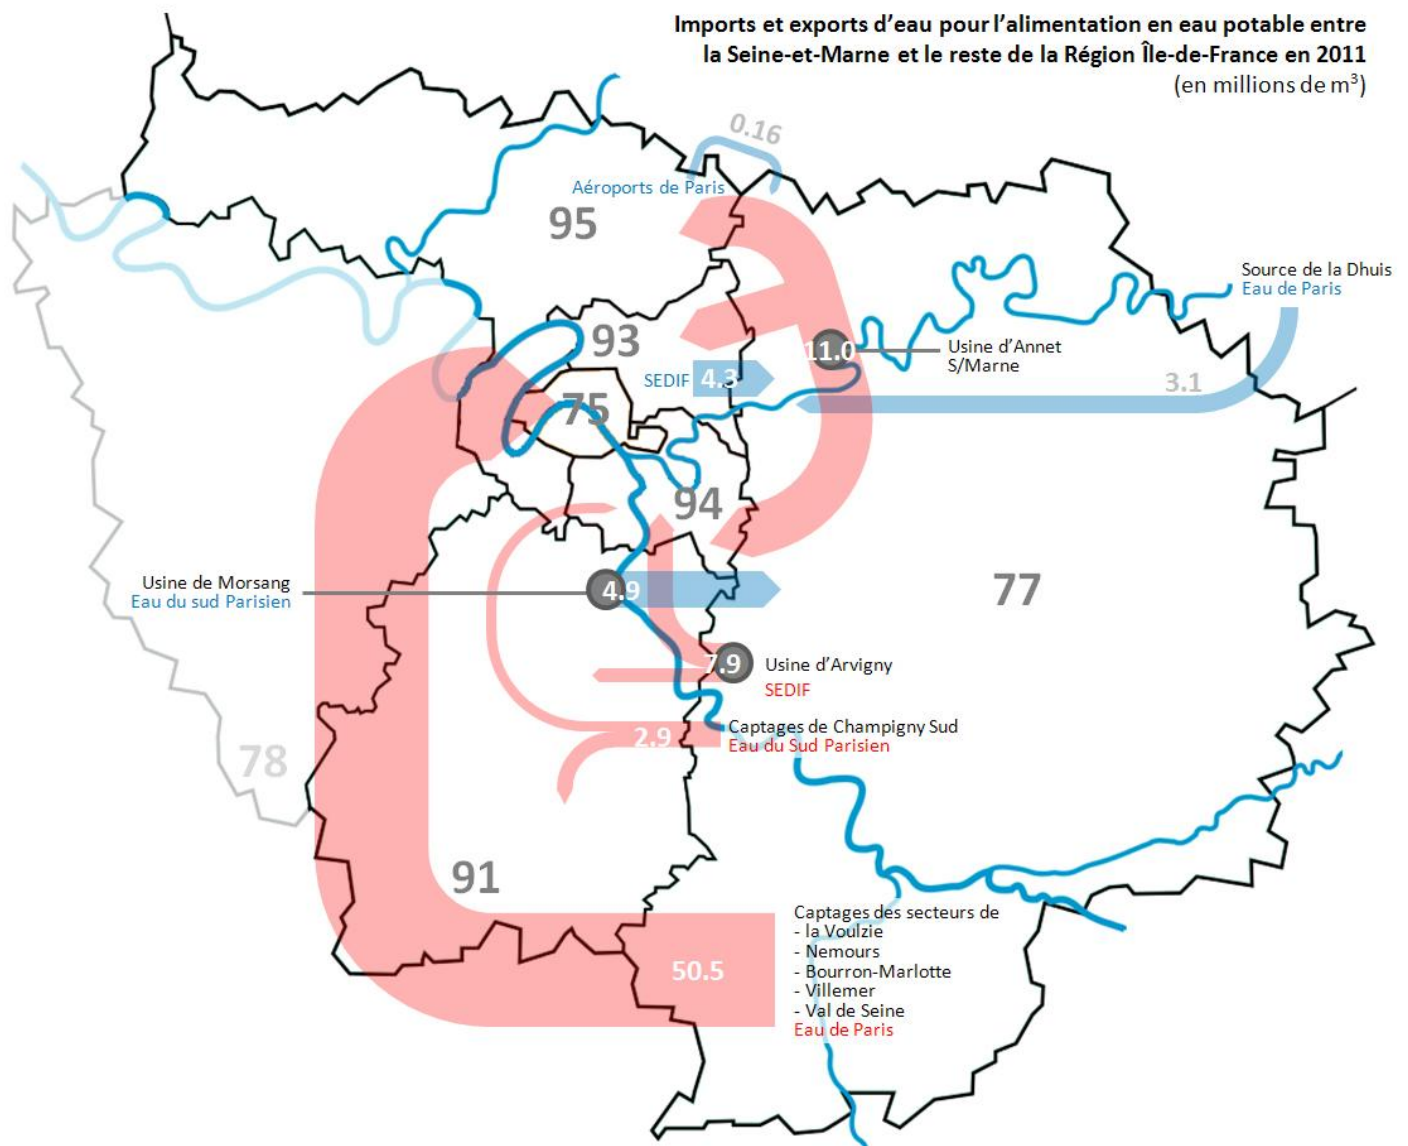 Imports et exports d’eau pour l’alimentation en eau potable entre
la Seine-et-Marne et le reste de la Région Île-de-France en 2011
(en millions de m³)
0.16
Aéroports de Paris
95
Source de la Dhuis
Eau de Paris
93
11.0
Usine d’Annet
S/Marne
SEDIF
4.3
3.1
75
94
Usine de Morsang
Eau du sud Parisien
4.9
77
7.9
Usine d’Arvigny
SEDIF
Captages de Champigny Sud
Eau du Sud Parisien
2.9
78
91
Captages des secteurs de
- la Voulzie
- Nemours
- Bourron-Marlotte
- Villemer
- Val de Seine
Eau de Paris
50.5